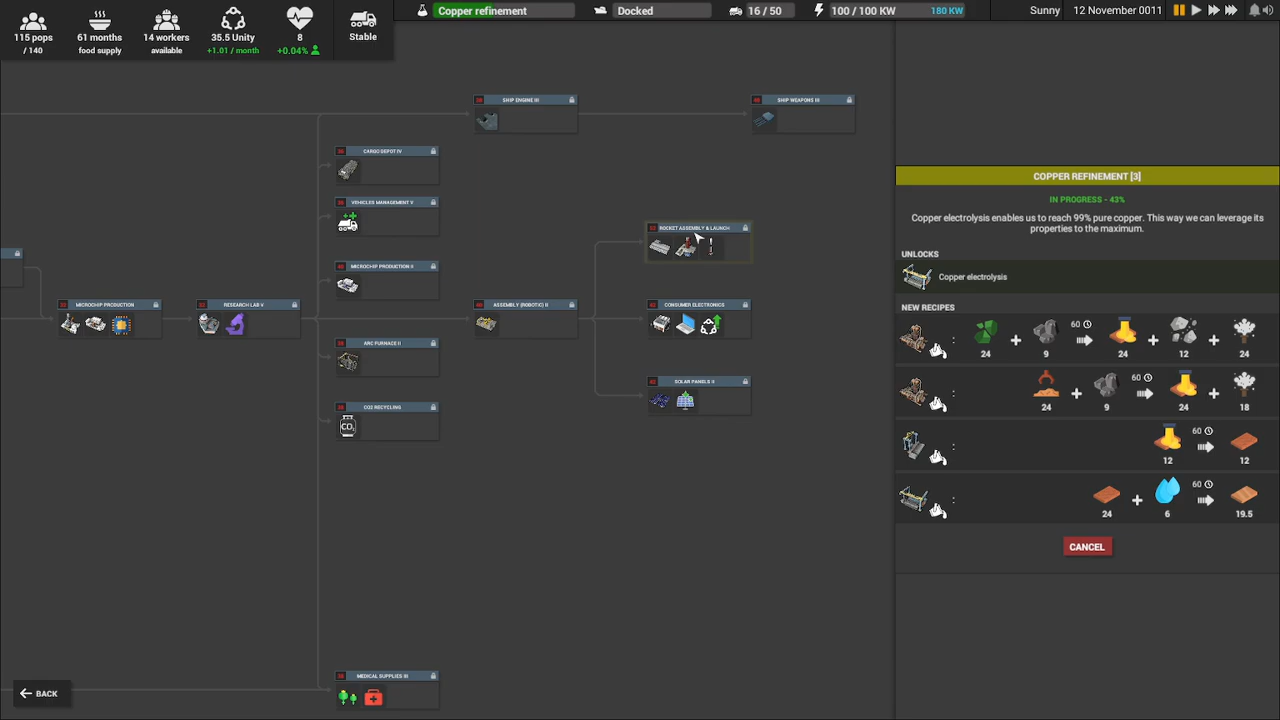 115 pops
/ 140
61 months
food supply
14 workers
available
35.5 Unity
+1.01 / month
8
+0.04%
Stable
Copper refinement
Docked
16 / 50
100 / 100 KW
180 KW
Sunny
12 November 0011
SHIP ENGINE III
SHIP WEAPONS III
CARGO DEPOT IV
VEHICLES MANAGEMENT V
ROCKET ASSEMBLY & LAUNCH
MICROCHIP PRODUCTION II
MICROCHIP PRODUCTION
RESEARCH LAB V
ASSEMBLY (ROBOTIC) II
CONSUMER ELECTRONICS
ARC FURNACE II
SOLAR PANELS II
CO2 RECYCLING
CO₂
MEDICAL SUPPLIES III
BACK
COPPER REFINEMENT [3]
IN PROGRESS - 43%
Copper electrolysis enables us to reach 99% pure copper. This way we can leverage its
properties to the maximum.
UNLOCKS
Copper electrolysis
NEW RECIPES
: + 60 + +
24 9 24 12 24
: + 60 +
24 9 24 18
: 60
12 12
: + 60
24 6 19.5
CANCEL